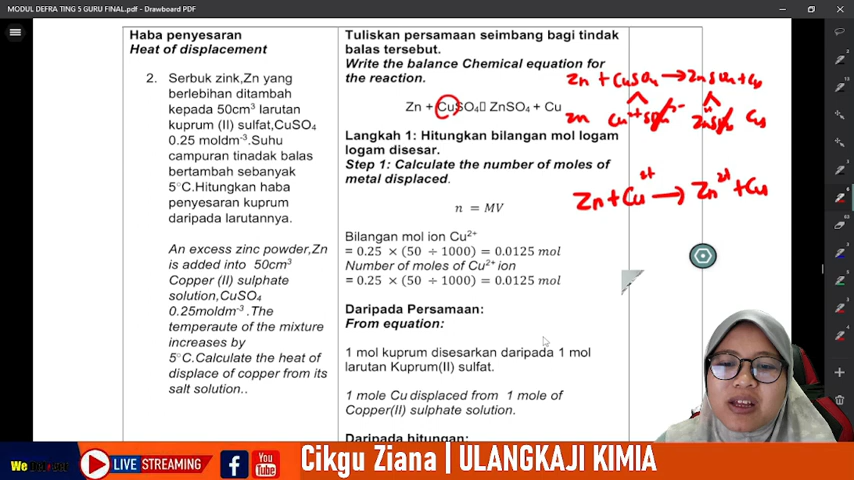 MODUL DEFRA TING 5 GURU FINAL.pdf - Drawboard PDF
Haba penyesaran
Heat of displacement
2. Serbuk zink,Zn yang
berlebihan ditambah
kepada 50cm³ larutan
kuprum (II) sulfat,CuSO₄
0.25 moldm⁻³.Suhu
campuran tinadak balas
bertambah sebanyak
5°C.Hitungkan haba
penyesaran kuprum
daripada larutannya.
An excess zinc powder,Zn
is added into 50cm³
Copper (II) sulphate
solution,CuSO₄
0.25moldm⁻³.The
temperaute of the mixture
increases by
5°C.Calculate the heat of
displace of copper from its
salt solution..
Tuliskan persamaan seimbang bagi tindak
balas tersebut.
Write the balance Chemical equation for
the reaction.
Zn + CuSO₄▯ ZnSO₄ + Cu
Langkah 1: Hitungkan bilangan mol logam
logam disesar.
Step 1: Calculate the number of moles of
metal displaced.
n = MV
Bilangan mol ion Cu²⁺
= 0.25 × (50 ÷ 1000) = 0.0125 mol
Number of moles of Cu²⁺ ion
= 0.25 × (50 ÷ 1000) = 0.0125 mol
Daripada Persamaan:
From equation:
1 mol kuprum disesarkan daripada 1 mol
larutan Kuprum(II) sulfat.
1 mole Cu displaced from 1 mole of
Copper(II) sulphate solution.
Daripada hitungan:
Zn + CuSO₄ → ZnSO₄ + Cu
Zn Cu²⁺ SO₄²⁻ Cu
Zn + Cu²⁺ → Zn²⁺ + Cu
LIVE STREAMING
You
Tube
Cikgu Ziana | ULANGKAJI KIMIA